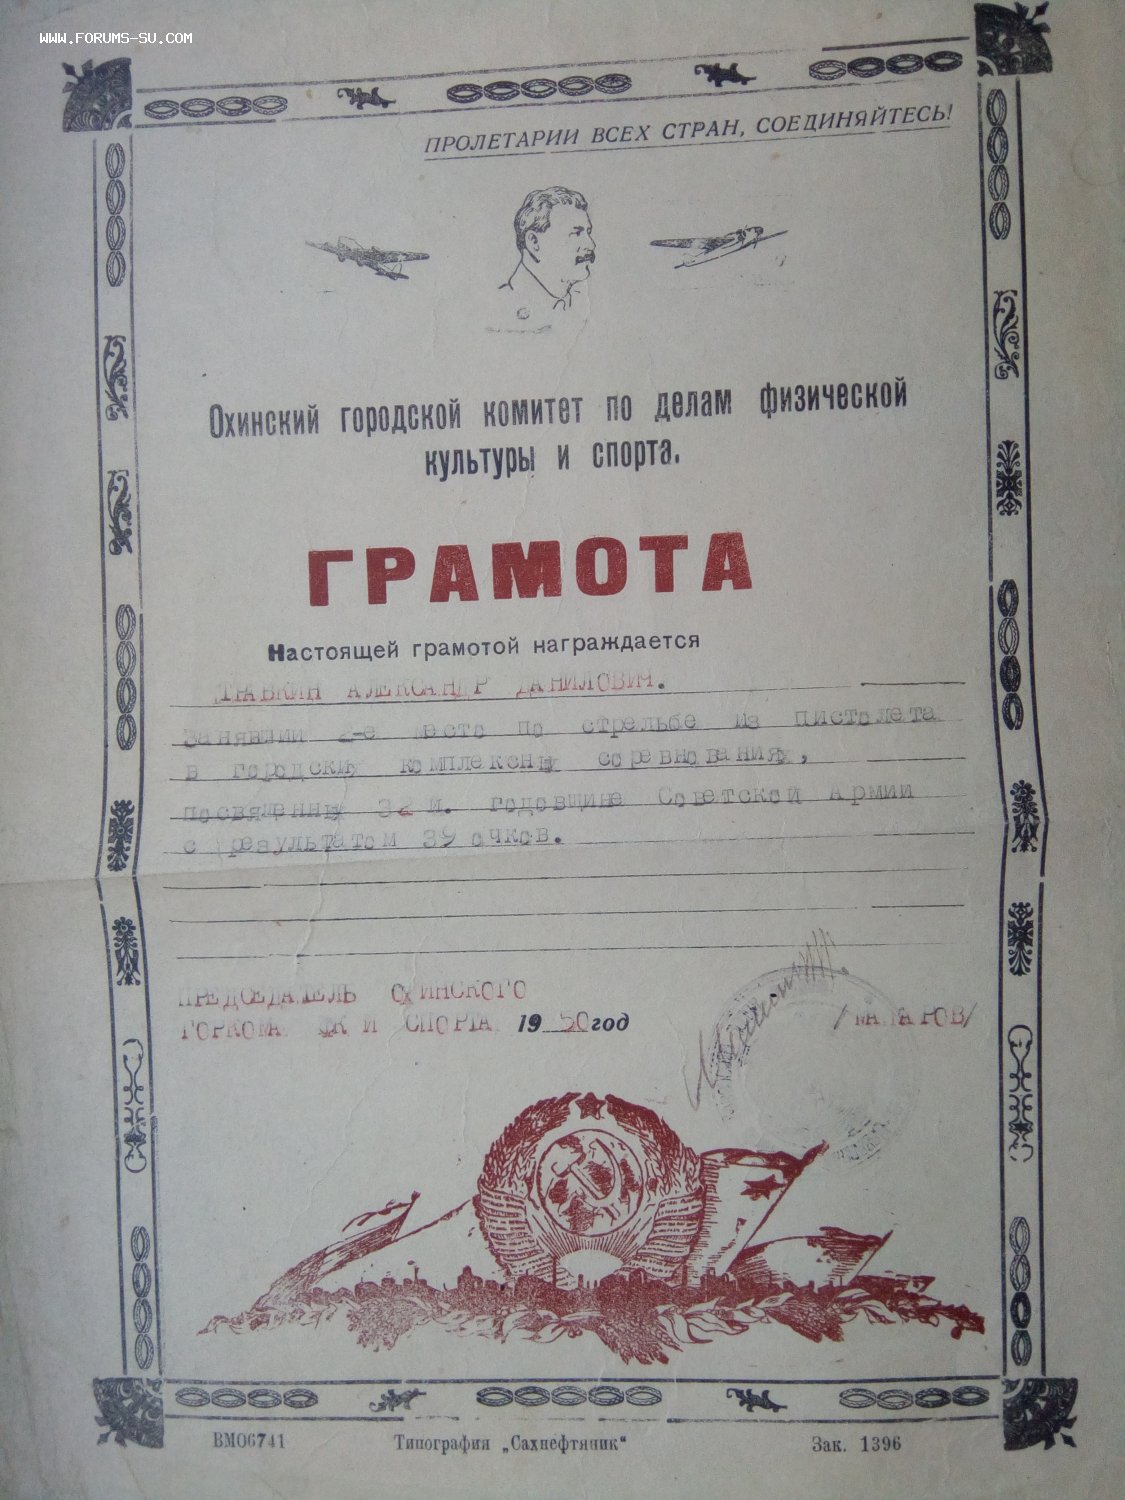 WWW.FORUMS-SU.COM
ПРОЛЕТАРИИ ВСЕХ СТРАН, СОЕДИНЯЙТЕСЬ!
Охинский городской комитет по делам физической
культуры и спорта.
ГРАМОТА
Настоящей грамотой награждается
АЛЕКСАНДР ДАНИЛОВИЧ.
занявший 2-е место по стрельбе из пистолета
в городских комплексных соревнованиях,
посвященных 32 й. годовщине Советской Армии
с результатом 39 очков.
ПРЕДСЕДАТЕЛЬ ОХИНСКОГО
ГОРКОМА ФК И СПОРТА 1950 год
ВМ06741
Типография „Сахнефтяник“
Зак. 1396